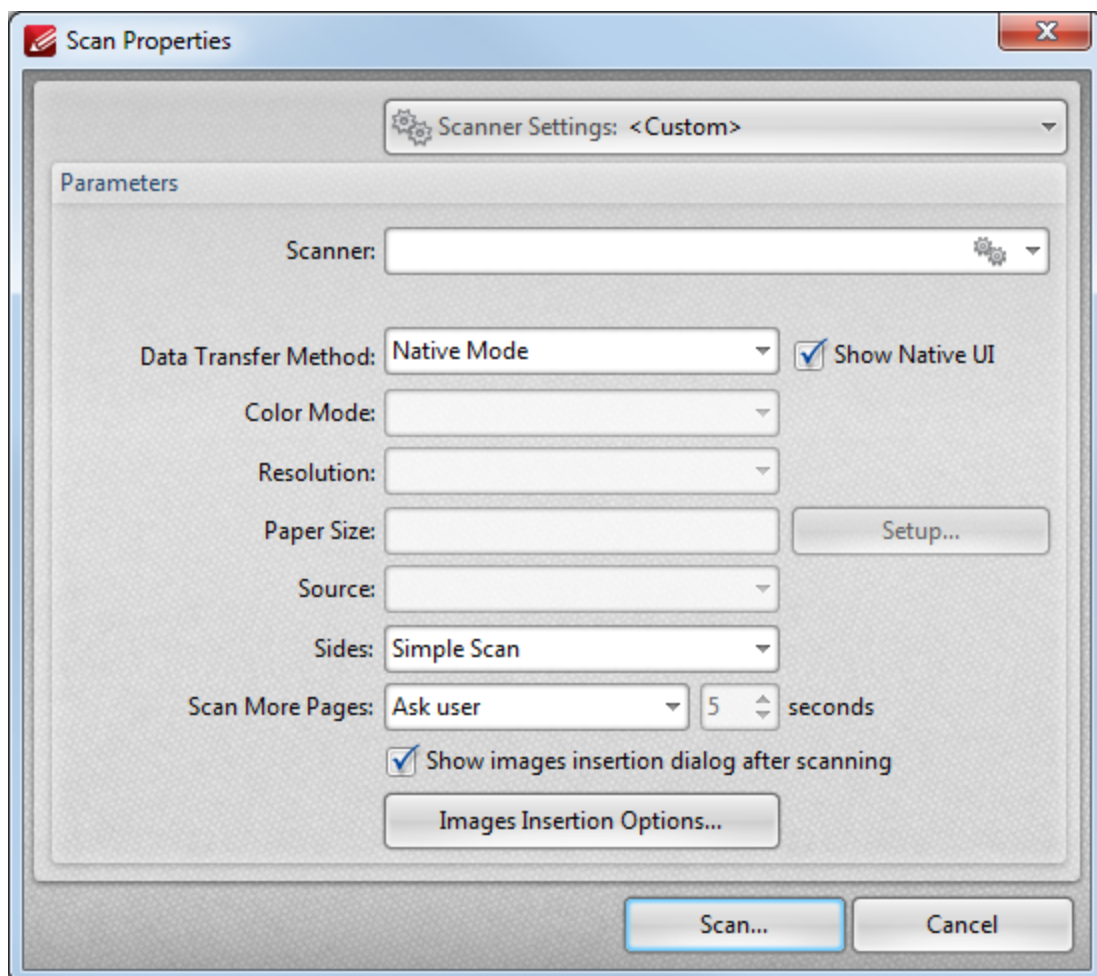 Scan Properties
Scanner Settings: <Custom>
Parameters
Scanner:
Data Transfer Method: Native Mode Show Native UI
Color Mode:
Resolution:
Paper Size: Setup...
Source:
Sides: Simple Scan
Scan More Pages: Ask user 5 seconds
Show images insertion dialog after scanning
Images Insertion Options...
Scan... Cancel